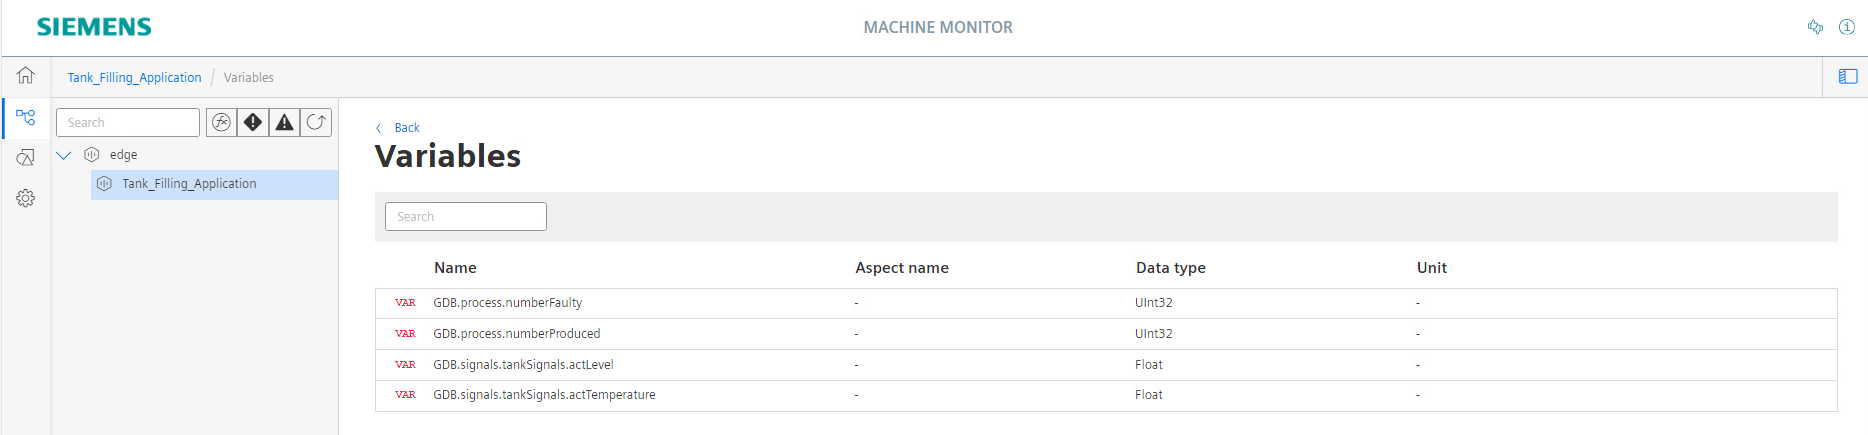 SIEMENS
MACHINE MONITOR
Tank_Filling_Application / Variables
Search
edge
Tank_Filling_Application
Back
Variables
Search
Name Aspect name Data type Unit
VAR GDB.process.numberFaulty - UInt32 -
VAR GDB.process.numberProduced - UInt32 -
VAR GDB.signals.tankSignals.actLevel - Float -
VAR GDB.signals.tankSignals.actTemperature - Float -